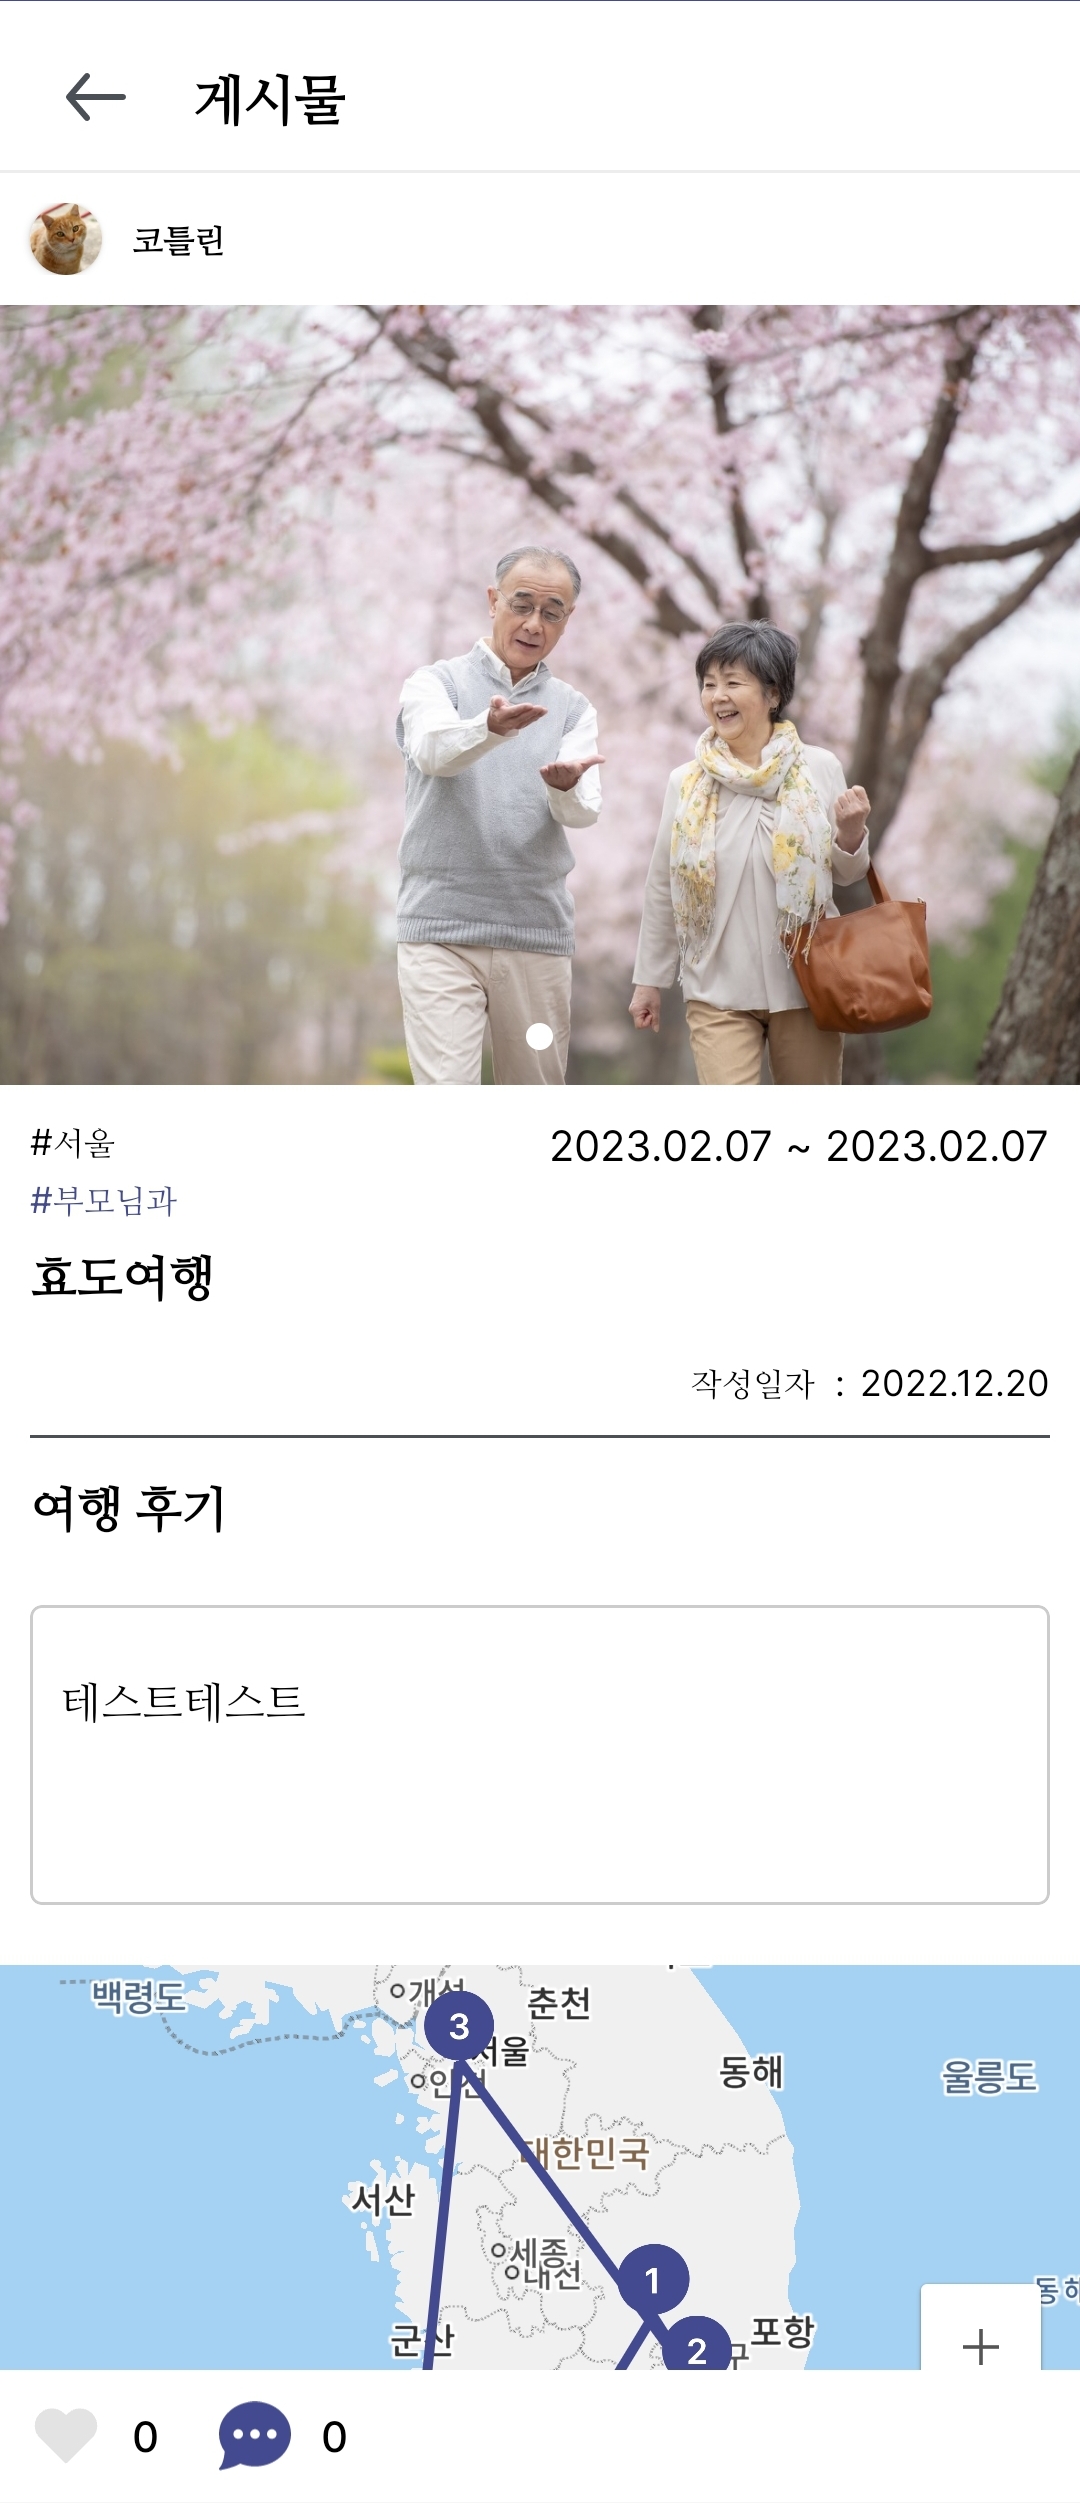 게시물
코틀린
#서울
2023.02.07 ~ 2023.02.07
#부모님과
효도여행
작성일자 : 2022.12.20
여행 후기
테스트테스트
백령도
개성
춘천
3
서울
인천
동해
울릉도
대한민국
서산
세종
대전
1
동해
군산
포항
2
구
+
0
0